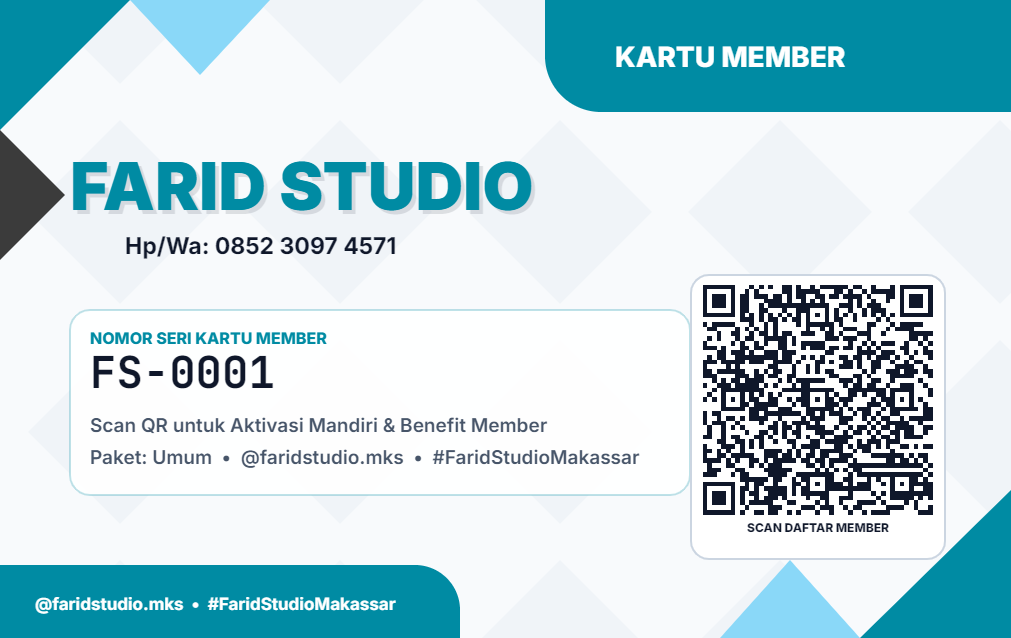 KARTU MEMBER
FARID STUDIO
Hp/Wa: 0852 3097 4571
NOMOR SERI KARTU MEMBER
FS-0001
Scan QR untuk Aktivasi Mandiri & Benefit Member
Paket: Umum • @faridstudio.mks • #FaridStudioMakassar
SCAN DAFTAR MEMBER
@faridstudio.mks • #FaridStudioMakassar